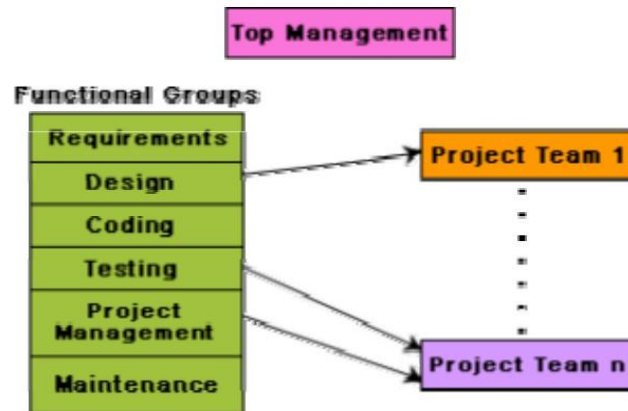 Top Management
Functional Groups
Requirements
Design
Coding
Testing
Project
Management
Maintenance
Project Team 1
Project Team n